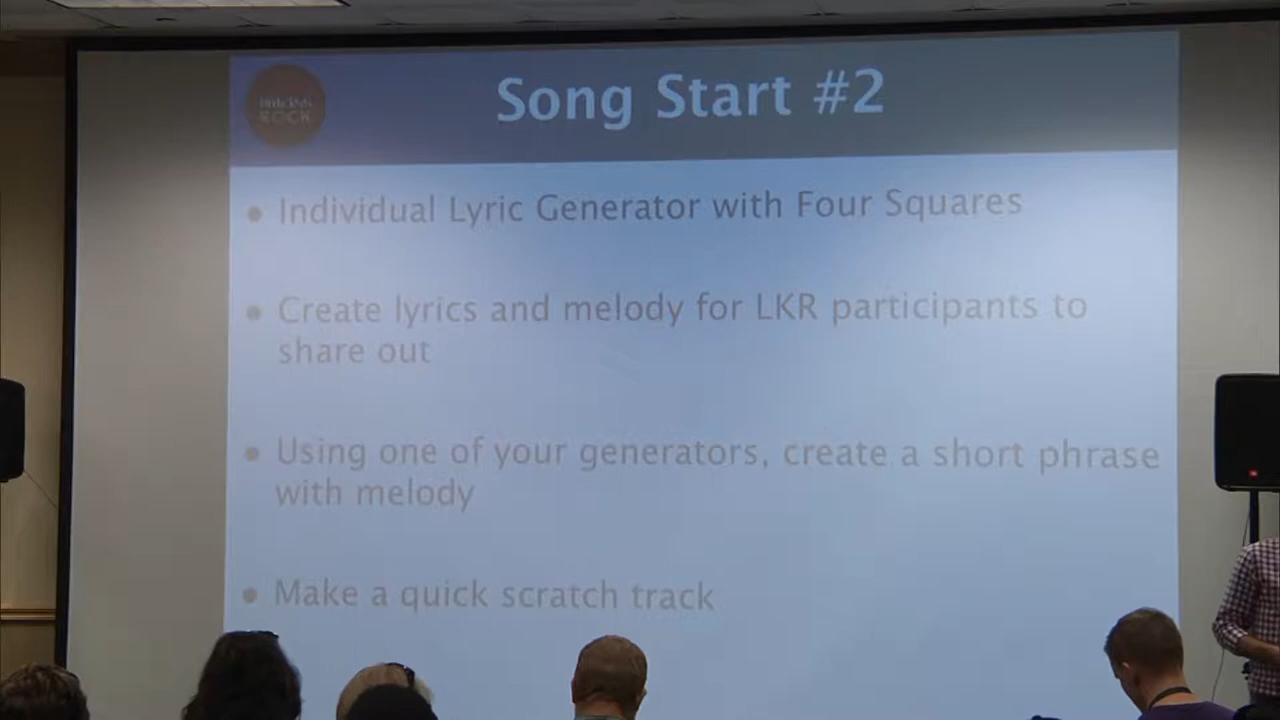 Song Start #2
• Individual Lyric Generator with Four Squares
• Create lyrics and melody for LKR participants to
share out
• Using one of your generators, create a short phrase
with melody
• Make a quick scratch track
ROCK